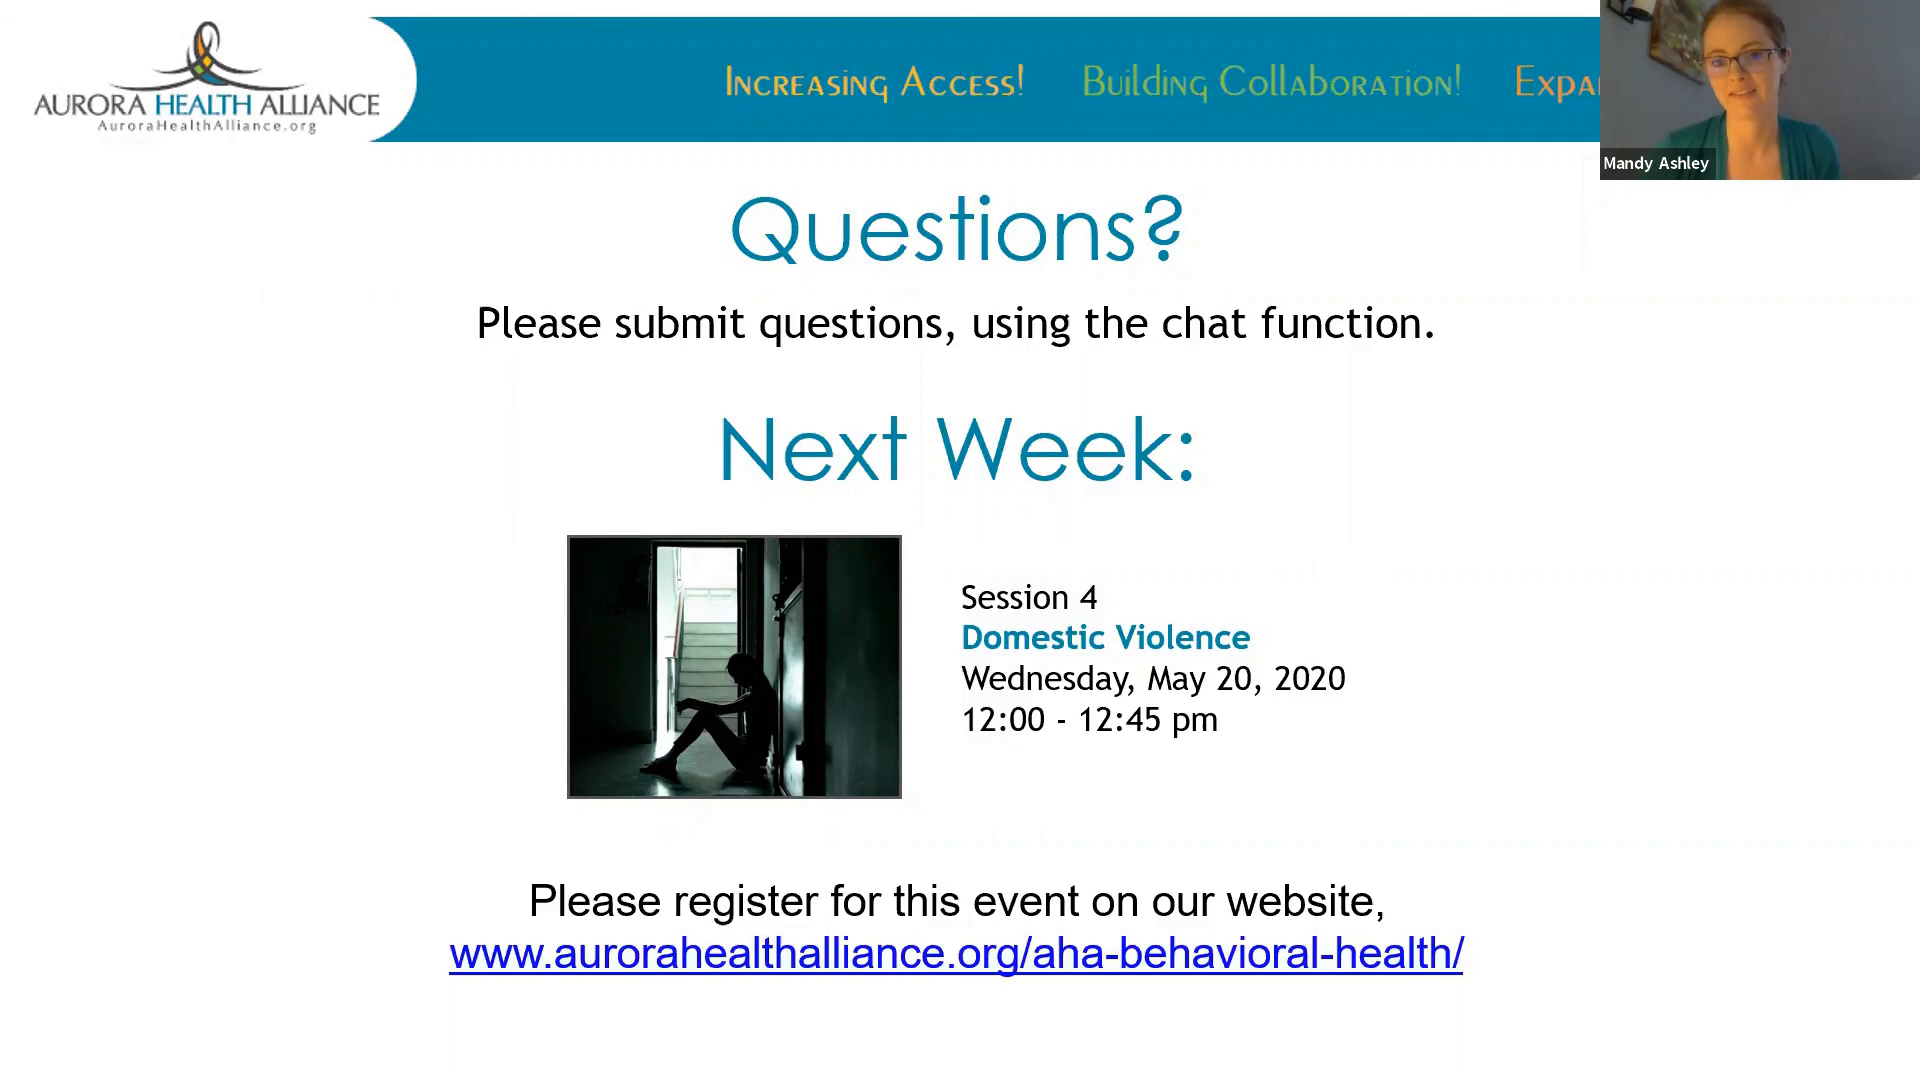 AURORA HEALTH ALLIANCE
AuroraHealthAlliance.org
Increasing Access! Building Collaboration! Expa
Mandy Ashley
Questions?
Please submit questions, using the chat function.
Next Week:
Session 4
Domestic Violence
Wednesday, May 20, 2020
12:00 - 12:45 pm
Please register for this event on our website,
www.aurorahealthalliance.org/aha-behavioral-health/